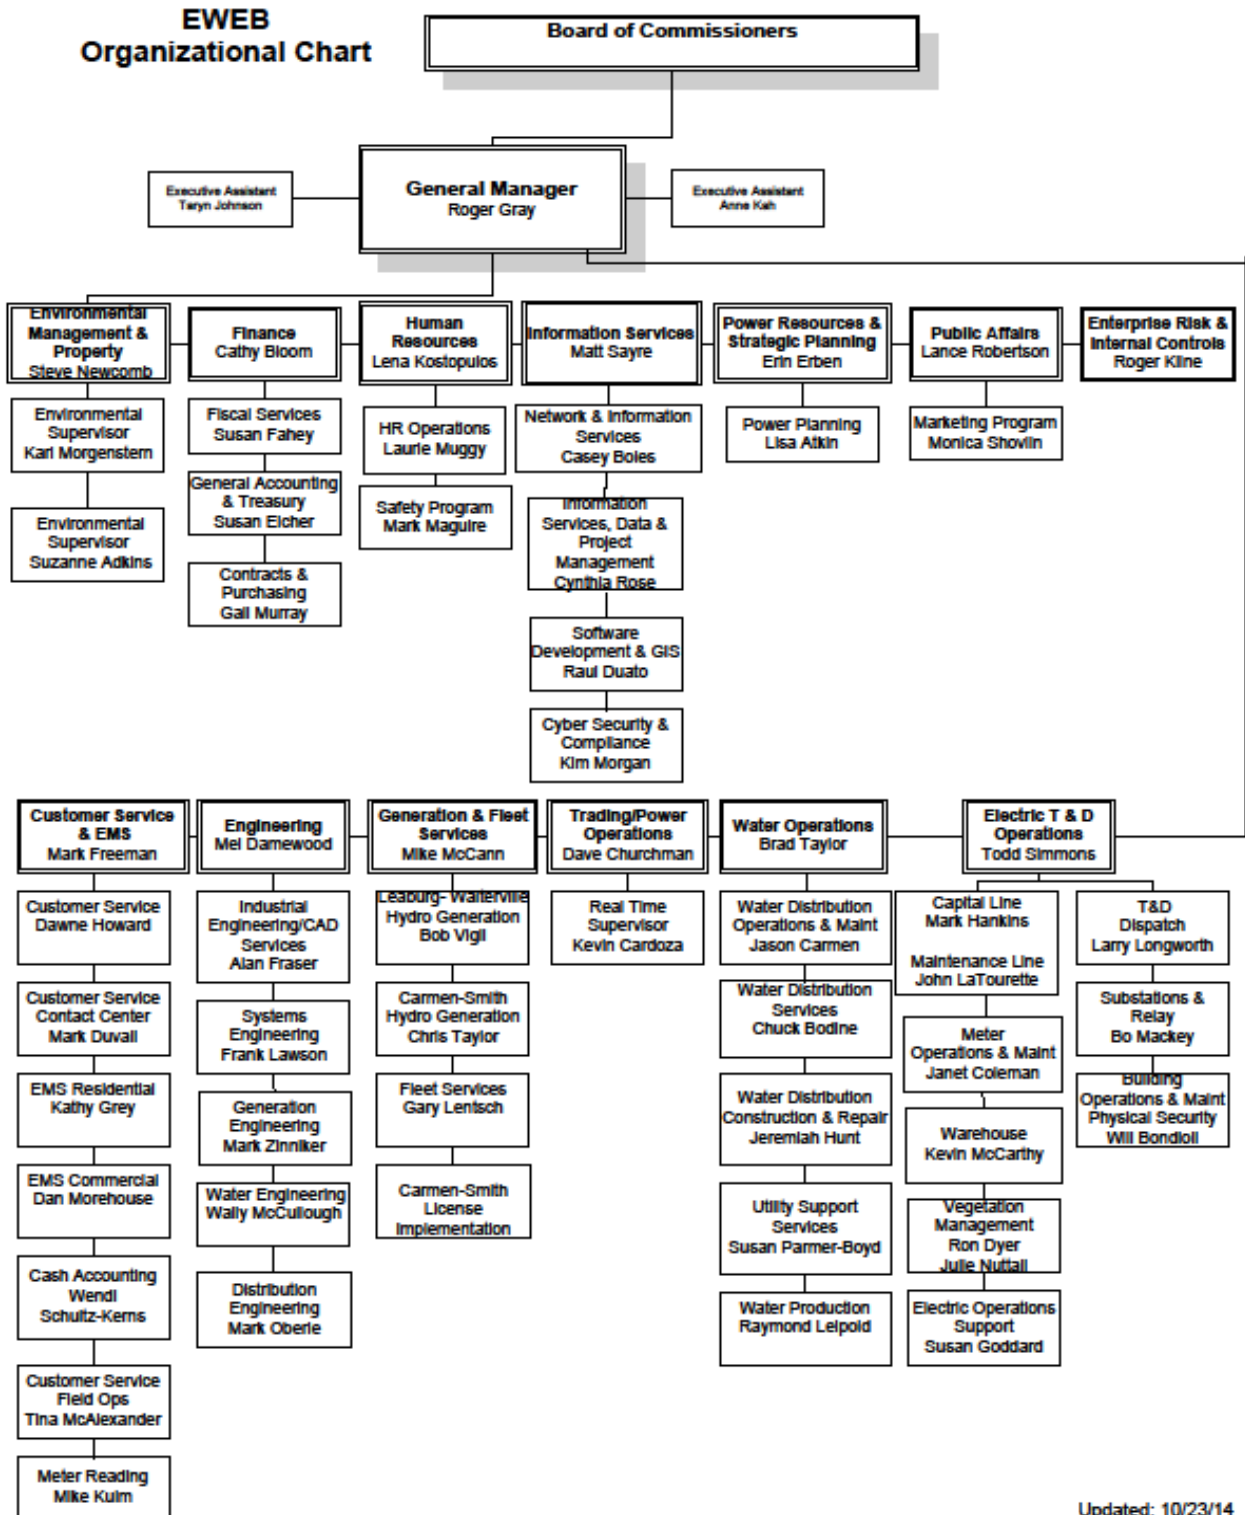 EWEB
Organizational Chart
Board of Commissioners
General Manager
Roger Gray
Executive Assistant
Taryn Johnson
Executive Assistant
Anne Kah
Environmental
Management &
Property
Steve Newcomb
Finance
Cathy Bloom
Human
Resources
Lena Kostopulos
Information Services
Matt Sayre
Power Resources &
Strategic Planning
Erin Erben
Public Affairs
Lance Robertson
Enterprise Risk &
Internal Controls
Roger Kline
Environmental
Supervisor
Karl Morgenstern
Environmental
Supervisor
Suzanne Adkins
Fiscal Services
Susan Fahey
General Accounting
& Treasury
Susan Eicher
Contracts &
Purchasing
Gail Murray
HR Operations
Laurie Muggy
Safety Program
Mark Maguire
Network & Information
Services
Casey Boles
Information
Services, Data &
Project
Management
Cynthia Rose
Software
Development & GIS
Raul Duato
Cyber Security &
Compliance
Kim Morgan
Power Planning
Lisa Atkin
Marketing Program
Monica Shovlin
Customer Service
& EMS
Mark Freeman
Engineering
Mel Damewood
Generation & Fleet
Services
Mike McCann
Trading/Power
Operations
Dave Churchman
Water Operations
Brad Taylor
Electric T & D
Operations
Todd Simmons
Customer Service
Dawne Howard
Customer Service
Contact Center
Mark Duvall
EMS Residential
Kathy Grey
EMS Commercial
Dan Morehouse
Cash Accounting
Wendi
Schultz-Kerns
Customer Service
Field Ops
Tina McAlexander
Meter Reading
Mike Kulm
Industrial
Engineering/CAD
Services
Alan Fraser
Systems
Engineering
Frank Lawson
Generation
Engineering
Mark Zinniker
Water Engineering
Wally McCullough
Distribution
Engineering
Mark Oberle
Leaburg- Walterville
Hydro Generation
Bob Vigil
Carmen-Smith
Hydro Generation
Chris Taylor
Fleet Services
Gary Lentsch
Carmen-Smith
License
Implementation
Real Time
Supervisor
Kevin Cardoza
Water Distribution
Operations & Maint
Jason Carmen
Water Distribution
Services
Chuck Bodine
Water Distribution
Construction & Repair
Jeremiah Hunt
Utility Support
Services
Susan Parmer-Boyd
Water Production
Raymond Leipold
Capital Line
Mark Hankins
Maintenance Line
John LaTourette
Meter
Operations & Maint
Janet Coleman
Warehouse
Kevin McCarthy
Vegetation
Management
Ron Dyer
Julie Nuttall
Electric Operations
Support
Susan Goddard
T&D
Dispatch
Larry Longworth
Substations &
Relay
Bo Mackey
Building
Operations & Maint
Physical Security
Will Bondioli
Updated: 10/23/14